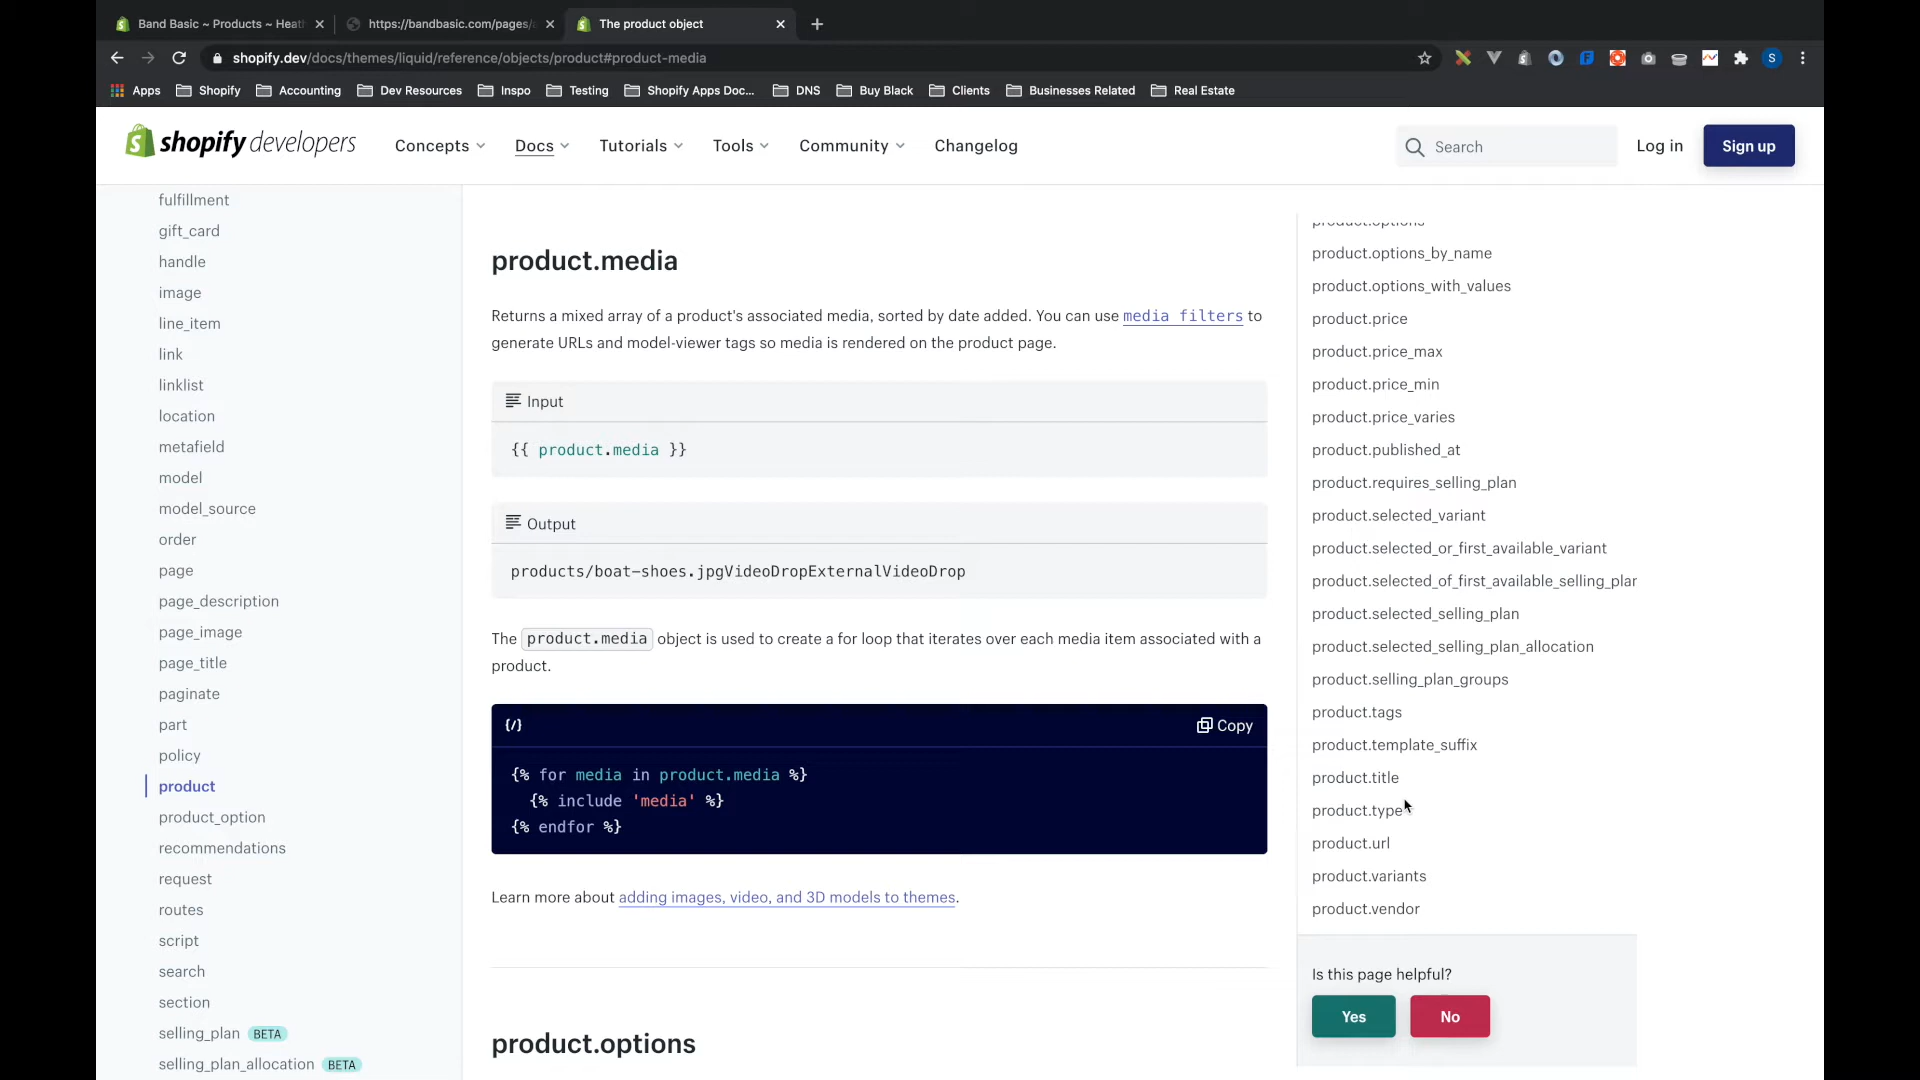 Band Basic ~ Products ~ Heat
https://bandbasic.com/pages/
The product object
shopify.dev/docs/themes/liquid/reference/objects/product#product-media
S
Apps
Shopify
Accounting
Dev Resources
Inspo
Testing
Shopify Apps Doc...
DNS
Buy Black
Clients
Businesses Related
Real Estate
shopify developers
Concepts
Docs
Tutorials
Tools
Community
Changelog
Search
Log in
Sign up
fulfillment
gift_card
handle
image
line_item
link
linklist
location
metafield
model
model_source
order
page
page_description
page_image
page_title
paginate
part
policy
product
product_option
recommendations
request
routes
script
search
section
selling_plan BETA
selling_plan_allocation BETA
product.media
Returns a mixed array of a product's associated media, sorted by date added. You can use media filters to
generate URLs and model-viewer tags so media is rendered on the product page.
Input
{{ product.media }}
Output
products/boat-shoes.jpgVideoDropExternalVideoDrop
The product.media object is used to create a for loop that iterates over each media item associated with a
product.
{/}
Copy
{% for media in product.media %}
{% include 'media' %}
{% endfor %}
Learn more about adding images, video, and 3D models to themes.
product.options
product.options
product.options_by_name
product.options_with_values
product.price
product.price_max
product.price_min
product.price_varies
product.published_at
product.requires_selling_plan
product.selected_variant
product.selected_or_first_available_variant
product.selected_of_first_available_selling_plan
product.selected_selling_plan
product.selected_selling_plan_allocation
product.selling_plan_groups
product.tags
product.template_suffix
product.title
product.type
product.url
product.variants
product.vendor
Is this page helpful?
Yes
No